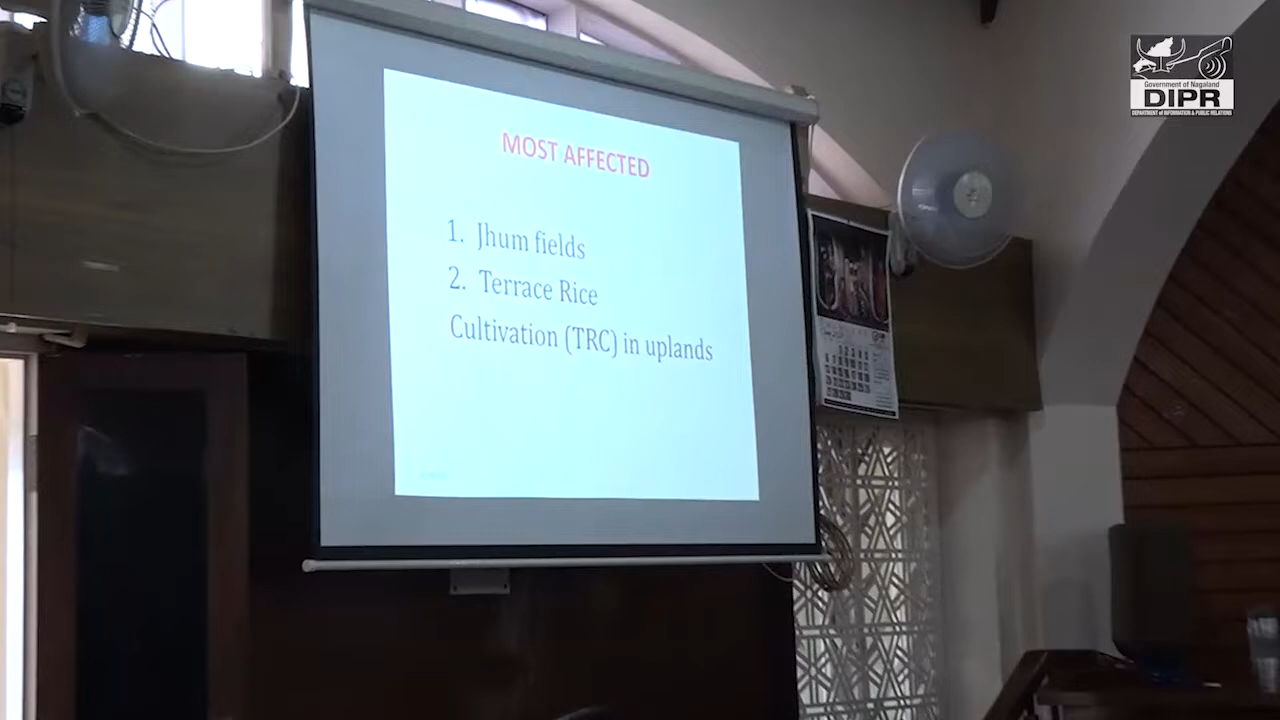 MOST AFFECTED
1. Jhum fields
2. Terrace Rice
Cultivation (TRC) in uplands
Government of Nagaland
DIPR
DEPARTMENT of INFORMATION & PUBLIC RELATIONS